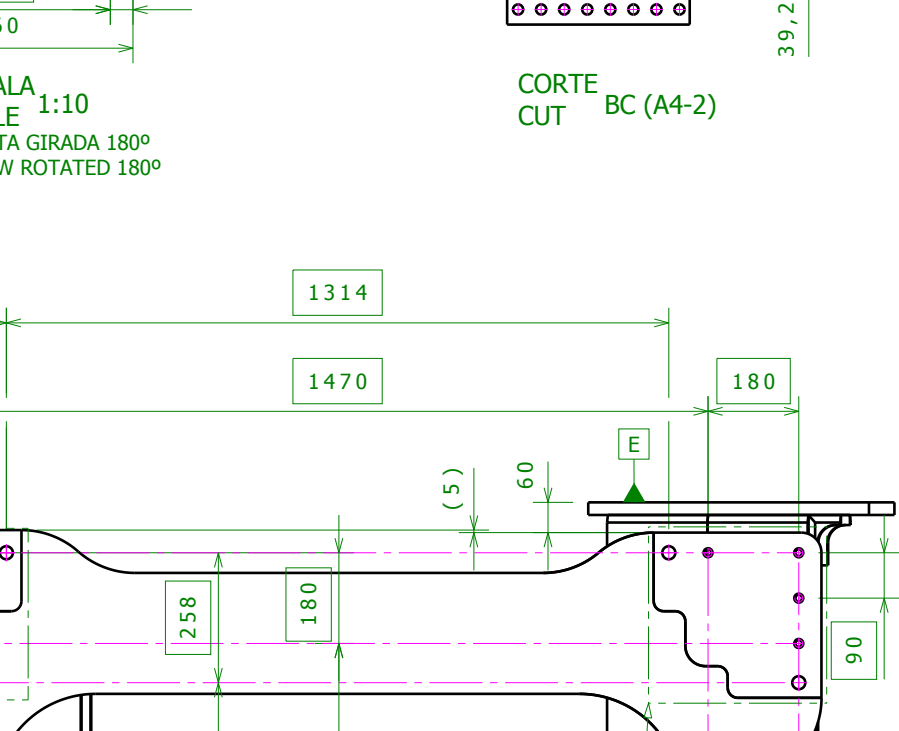 39,2
ALA
LE 1:10
TA GIRADA 180º
W ROTATED 180º
CORTE
CUT BC (A4-2)
1314
1470
180
E
(5)
60
258
180
90